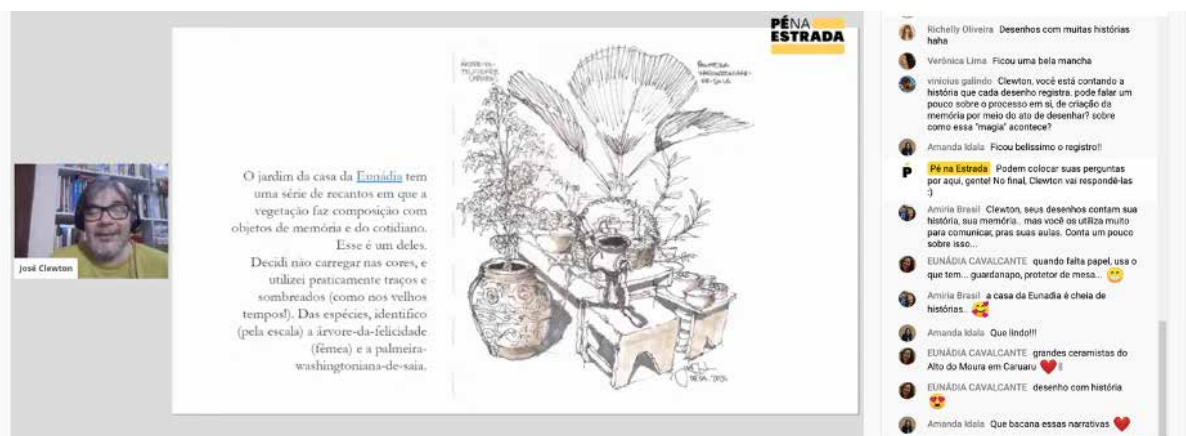 PÉNA
ESTRADA
José Clewton
O jardim da casa da Eunádia tem
uma série de recantos em que a
vegetação faz composição com
objetos de memória e do cotidiano.
Esse é um deles.
Decidi não carregar nas cores, e
utilizei praticamente traços e
sombreados (como nos velhos
tempos!). Das espécies, identifico
(pela escala) a árvore-da-felicidade
(fêmea) e a palmeira-
washingtoniana-de-saia.
Richelly Oliveira Desenhos com muitas histórias
haha
Verônica Lima Ficou uma bela mancha
vinicius galindo Clewton, você está contando a
história que cada desenho registra. pode falar um
pouco sobre o processo em si, de criação da
memória por meio do ato de desenhar? sobre
como essa "magia" acontece?
Amanda Idala Ficou belissimo o registro!!
Pé na Estrada Podem colocar suas perguntas
por aqui, gente! No final, Clewton vai respondê-las
:)
Amíria Brasil Clewton, seus desenhos contam sua
história, sua memória.. mas você os utiliza muito
para comunicar, pras suas aulas. Conta um pouco
sobre isso...
EUNÁDIA CAVALCANTE quando falta papel, usa o
que tem... guardanapo, protetor de mesa... 😁
Amíria Brasil a casa da Eunadia é cheia de
histórias.. 🥰
Amanda Idala Que lindo!!!
EUNÁDIA CAVALCANTE grandes ceramistas do
Alto do Moura em Caruaru ❤️
EUNÁDIA CAVALCANTE desenho com história
😍
Amanda Idala Que bacana essas narrativas ❤️